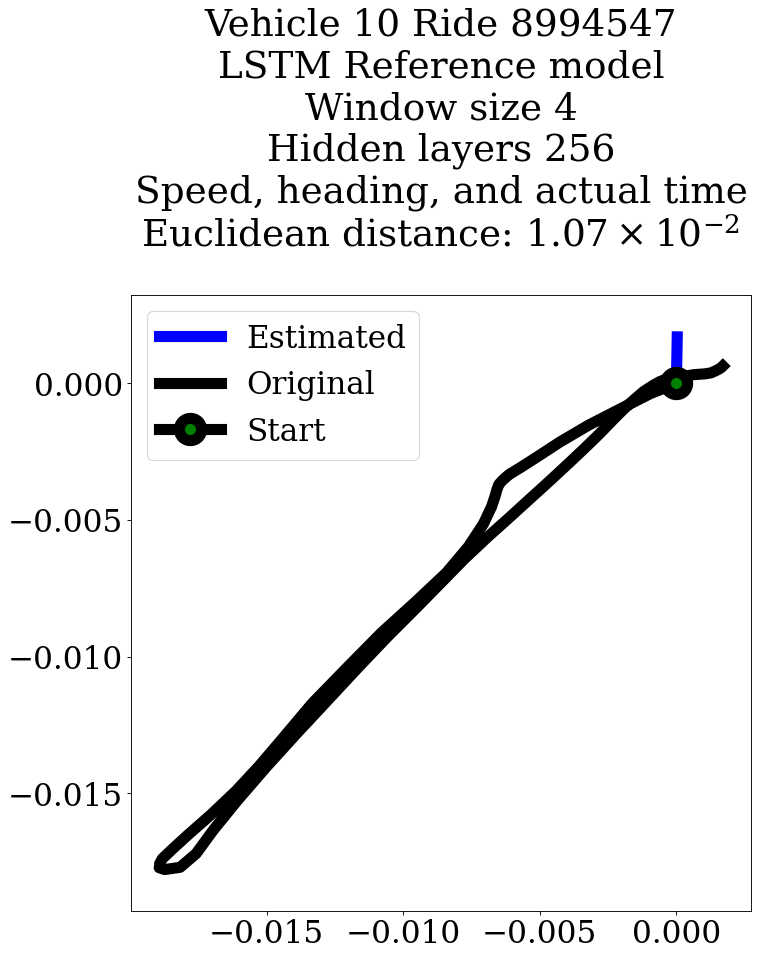 Vehicle 10 Ride 8994547
LSTM Reference model
Window size 4
Hidden layers 256
Speed, heading, and actual time
Euclidean distance: 1.07 × 10⁻²
Estimated
Original
Start
0.000
−0.005
−0.010
−0.015
−0.015 −0.010 −0.005 0.000